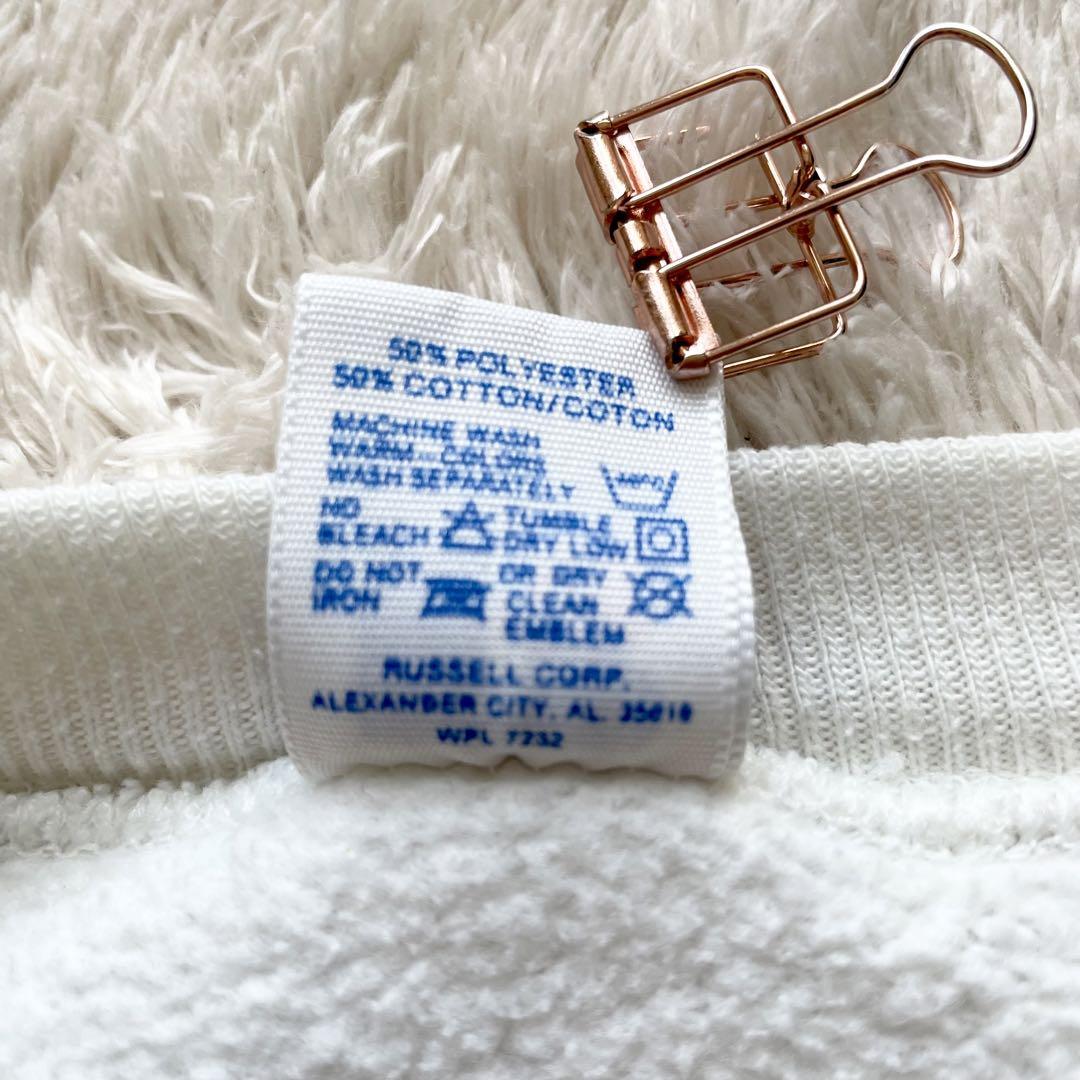 50% POLYESTER
50% COTTON/COTON
MACHINE WASH
WARM-COLORS
WASH SEPARATELY
NO
BLEACH
TUMBLE
DRY LOW
DO NOT
IRON
OR DRY
CLEAN
EMBLEM
RUSSELL CORP.
ALEXANDER CITY, AL. 35010
WPL 7232